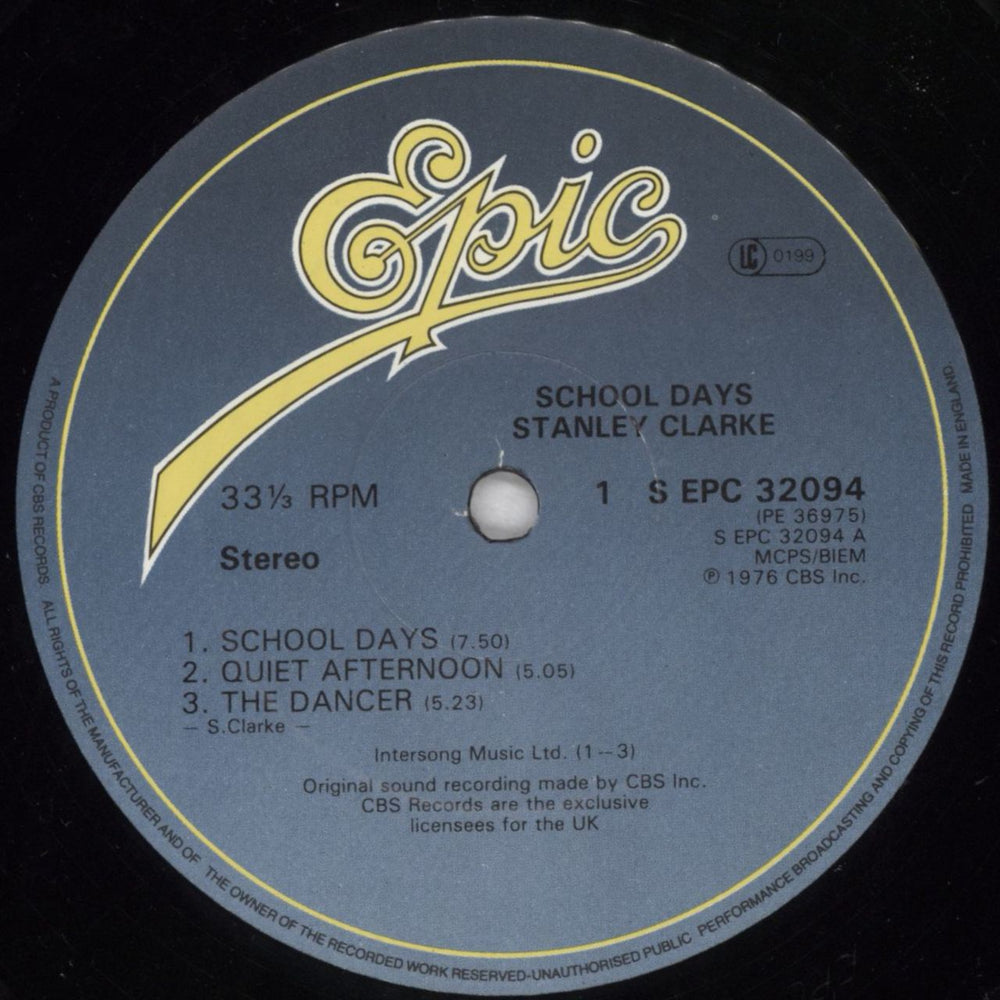 Epic
LC 0199
SCHOOL DAYS
STANLEY CLARKE
33⅓ RPM
1 S EPC 32094
(PE 36975)
S EPC 32094 A
MCPS/BIEM
℗ 1976 CBS Inc.
Stereo
1. SCHOOL DAYS (7.50)
2. QUIET AFTERNOON (5.05)
3. THE DANCER (5.23)
— S.Clarke —
Intersong Music Ltd. (1—3)
Original sound recording made by CBS Inc.
CBS Records are the exclusive
licensees for the UK
A PRODUCT OF CBS RECORDS. ALL RIGHTS OF THE MANUFACTURER AND OF THE OWNER OF THE RECORDED WORK RESERVED-UNAUTHORISED PUBLIC PERFORMANCE BROADCASTING AND COPYING OF THIS RECORD PROHIBITED MADE IN ENGLAND.